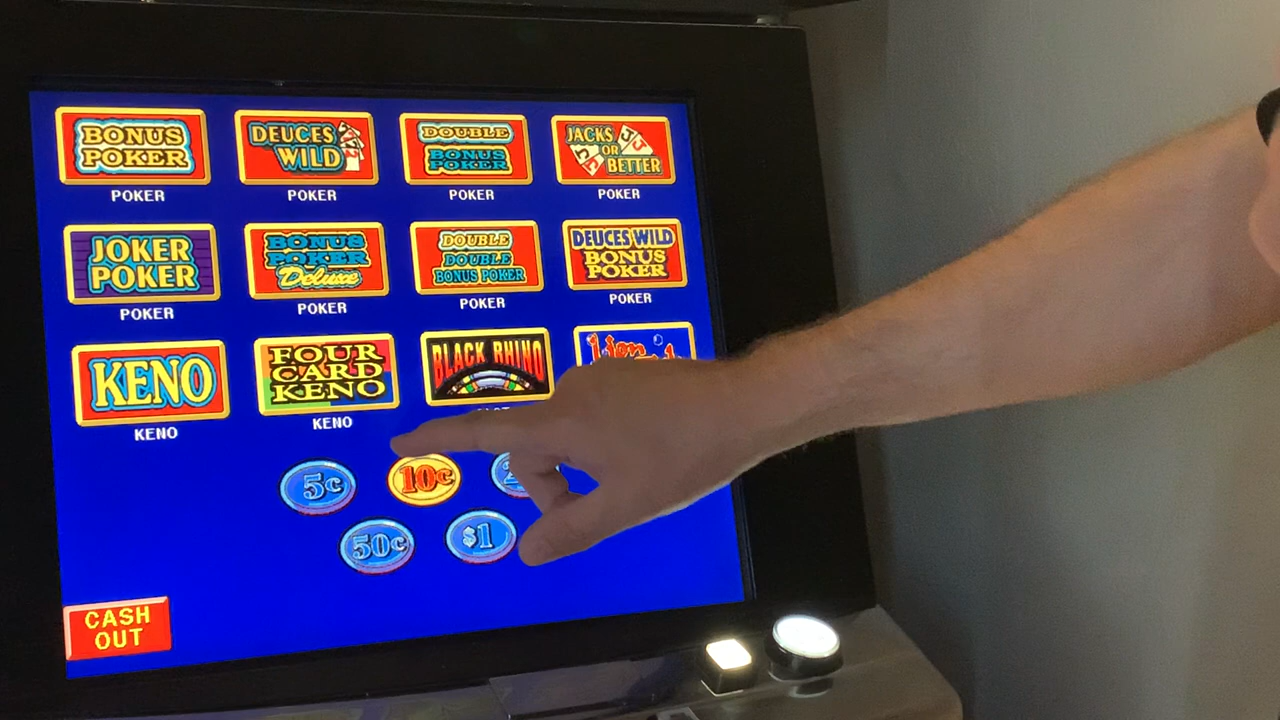 BONUS
POKER
POKER
DEUCES
WILD
POKER
DOUBLE
BONUS
POKER
POKER
JACKS
OR
BETTER
POKER
JOKER
POKER
POKER
BONUS
POKER
Deluxe
POKER
DOUBLE
DOUBLE
BONUS POKER
POKER
DEUCES WILD
BONUS
POKER
POKER
KENO
KENO
FOUR
CARD
KENO
KENO
BLACK RHINO
5¢
10¢
50¢
$1
CASH
OUT